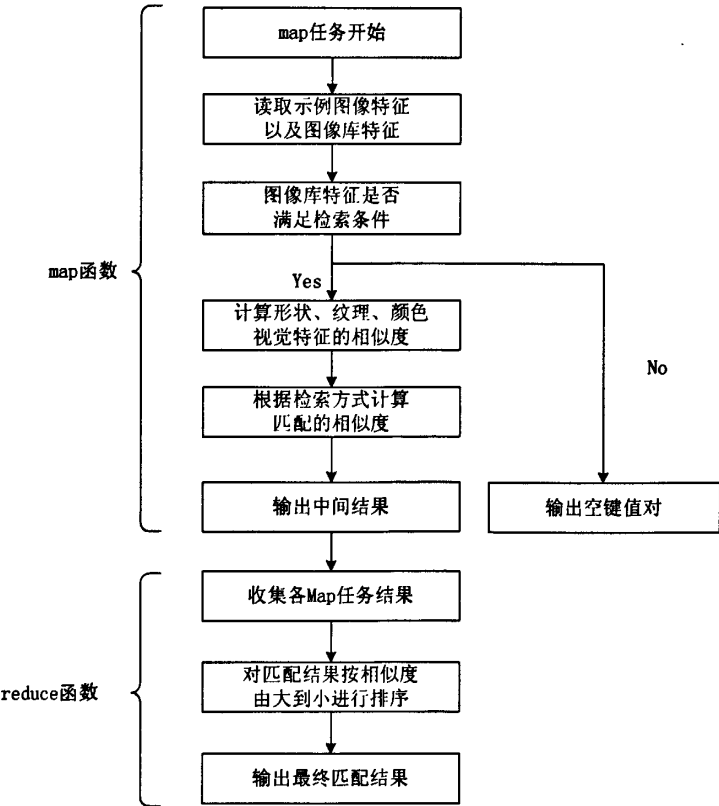 map任务开始
读取示例图像特征
以及图像库特征
图像库特征是否
满足检索条件
map函数
Yes
计算形状、纹理、颜色
视觉特征的相似度
No
根据检索方式计算
匹配的相似度
输出中间结果
输出空键值对
收集各Map任务结果
reduce函数
对匹配结果按相似度
由大到小进行排序
输出最终匹配结果